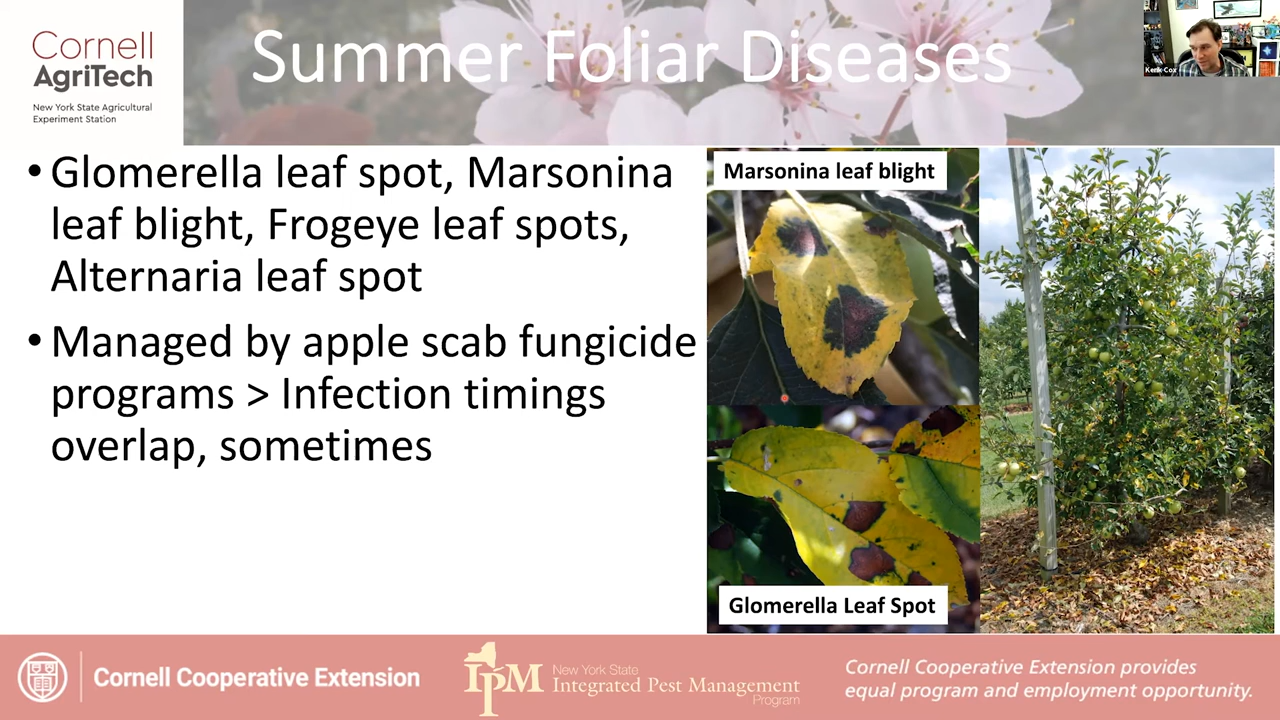 Cornell
AgriTech
New York State Agricultural
Experiment Station
Summer Foliar Diseases
Kerik Cox
• Glomerella leaf spot, Marsonina
leaf blight, Frogeye leaf spots,
Alternaria leaf spot
• Managed by apple scab fungicide
programs > Infection timings
overlap, sometimes
Marsonina leaf blight
Glomerella Leaf Spot
Cornell Cooperative Extension
IPM
New York State
Integrated Pest Management
Program
Cornell Cooperative Extension provides
equal program and employment opportunity.